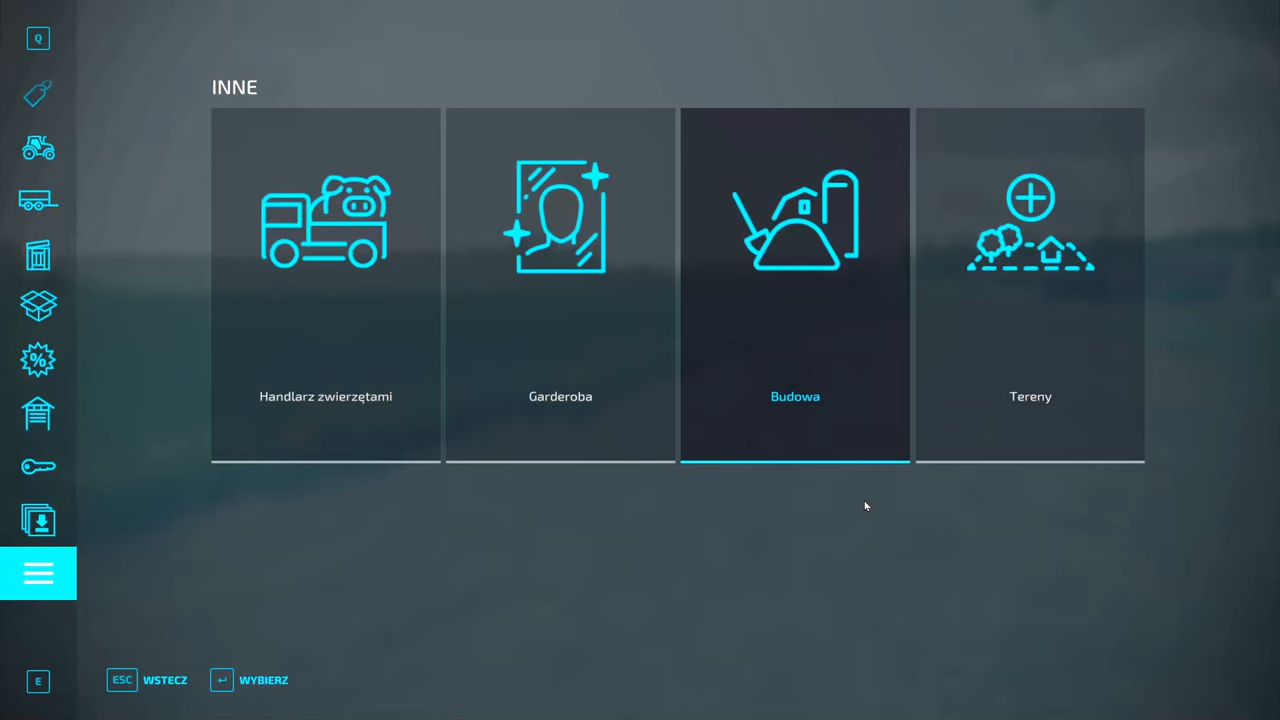 Q
INNE
%
Handlarz zwierzętami
Garderoba
Budowa
Tereny
E
ESC WSTECZ
↵ WYBIERZ